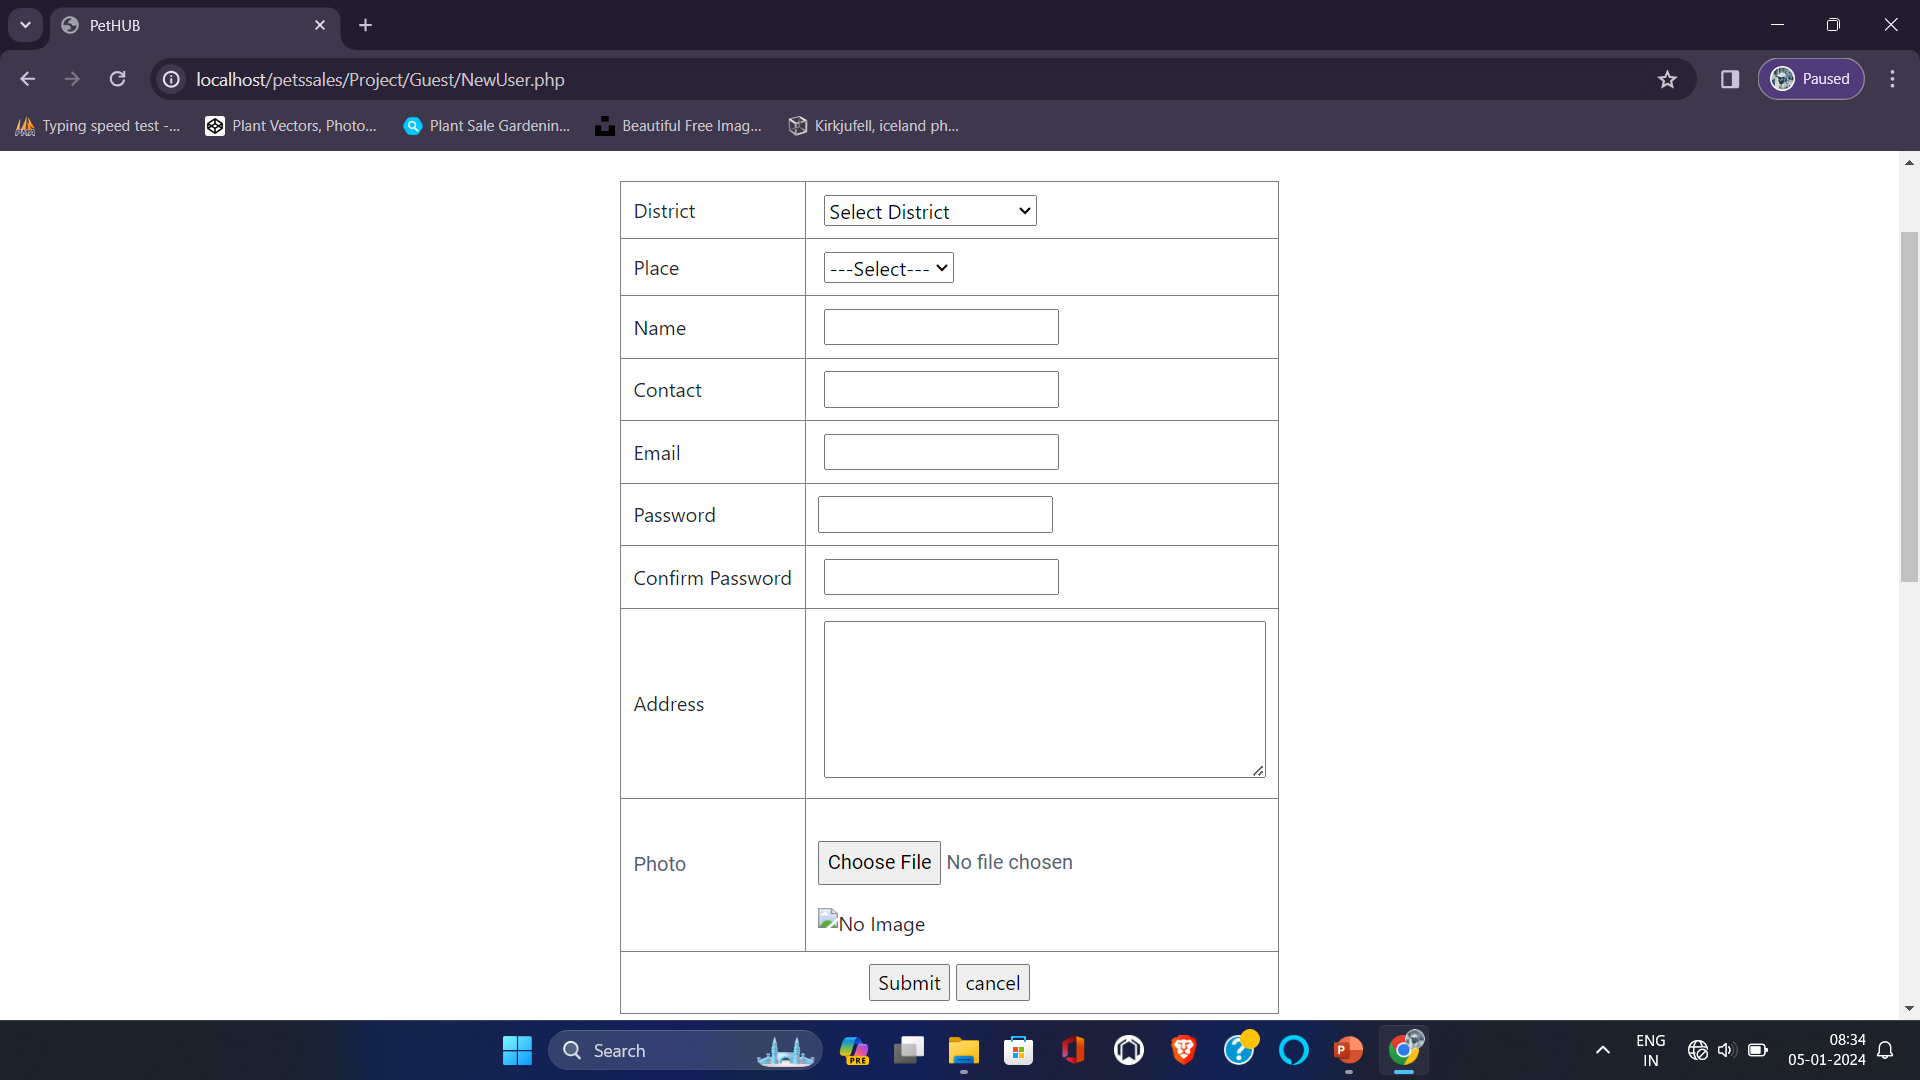 PetHUB
localhost/petssales/Project/Guest/NewUser.php
Paused
Typing speed test -... Plant Vectors, Photo... Plant Sale Gardenin... Beautiful Free Imag... Kirkjufell, iceland ph...
District Select District
Place ---Select---
Name
Contact
Email
Password
Confirm Password
Address
Photo Choose File No file chosen
No Image
Submit cancel
Search
PRE
P
ENG
IN
08:34
05-01-2024